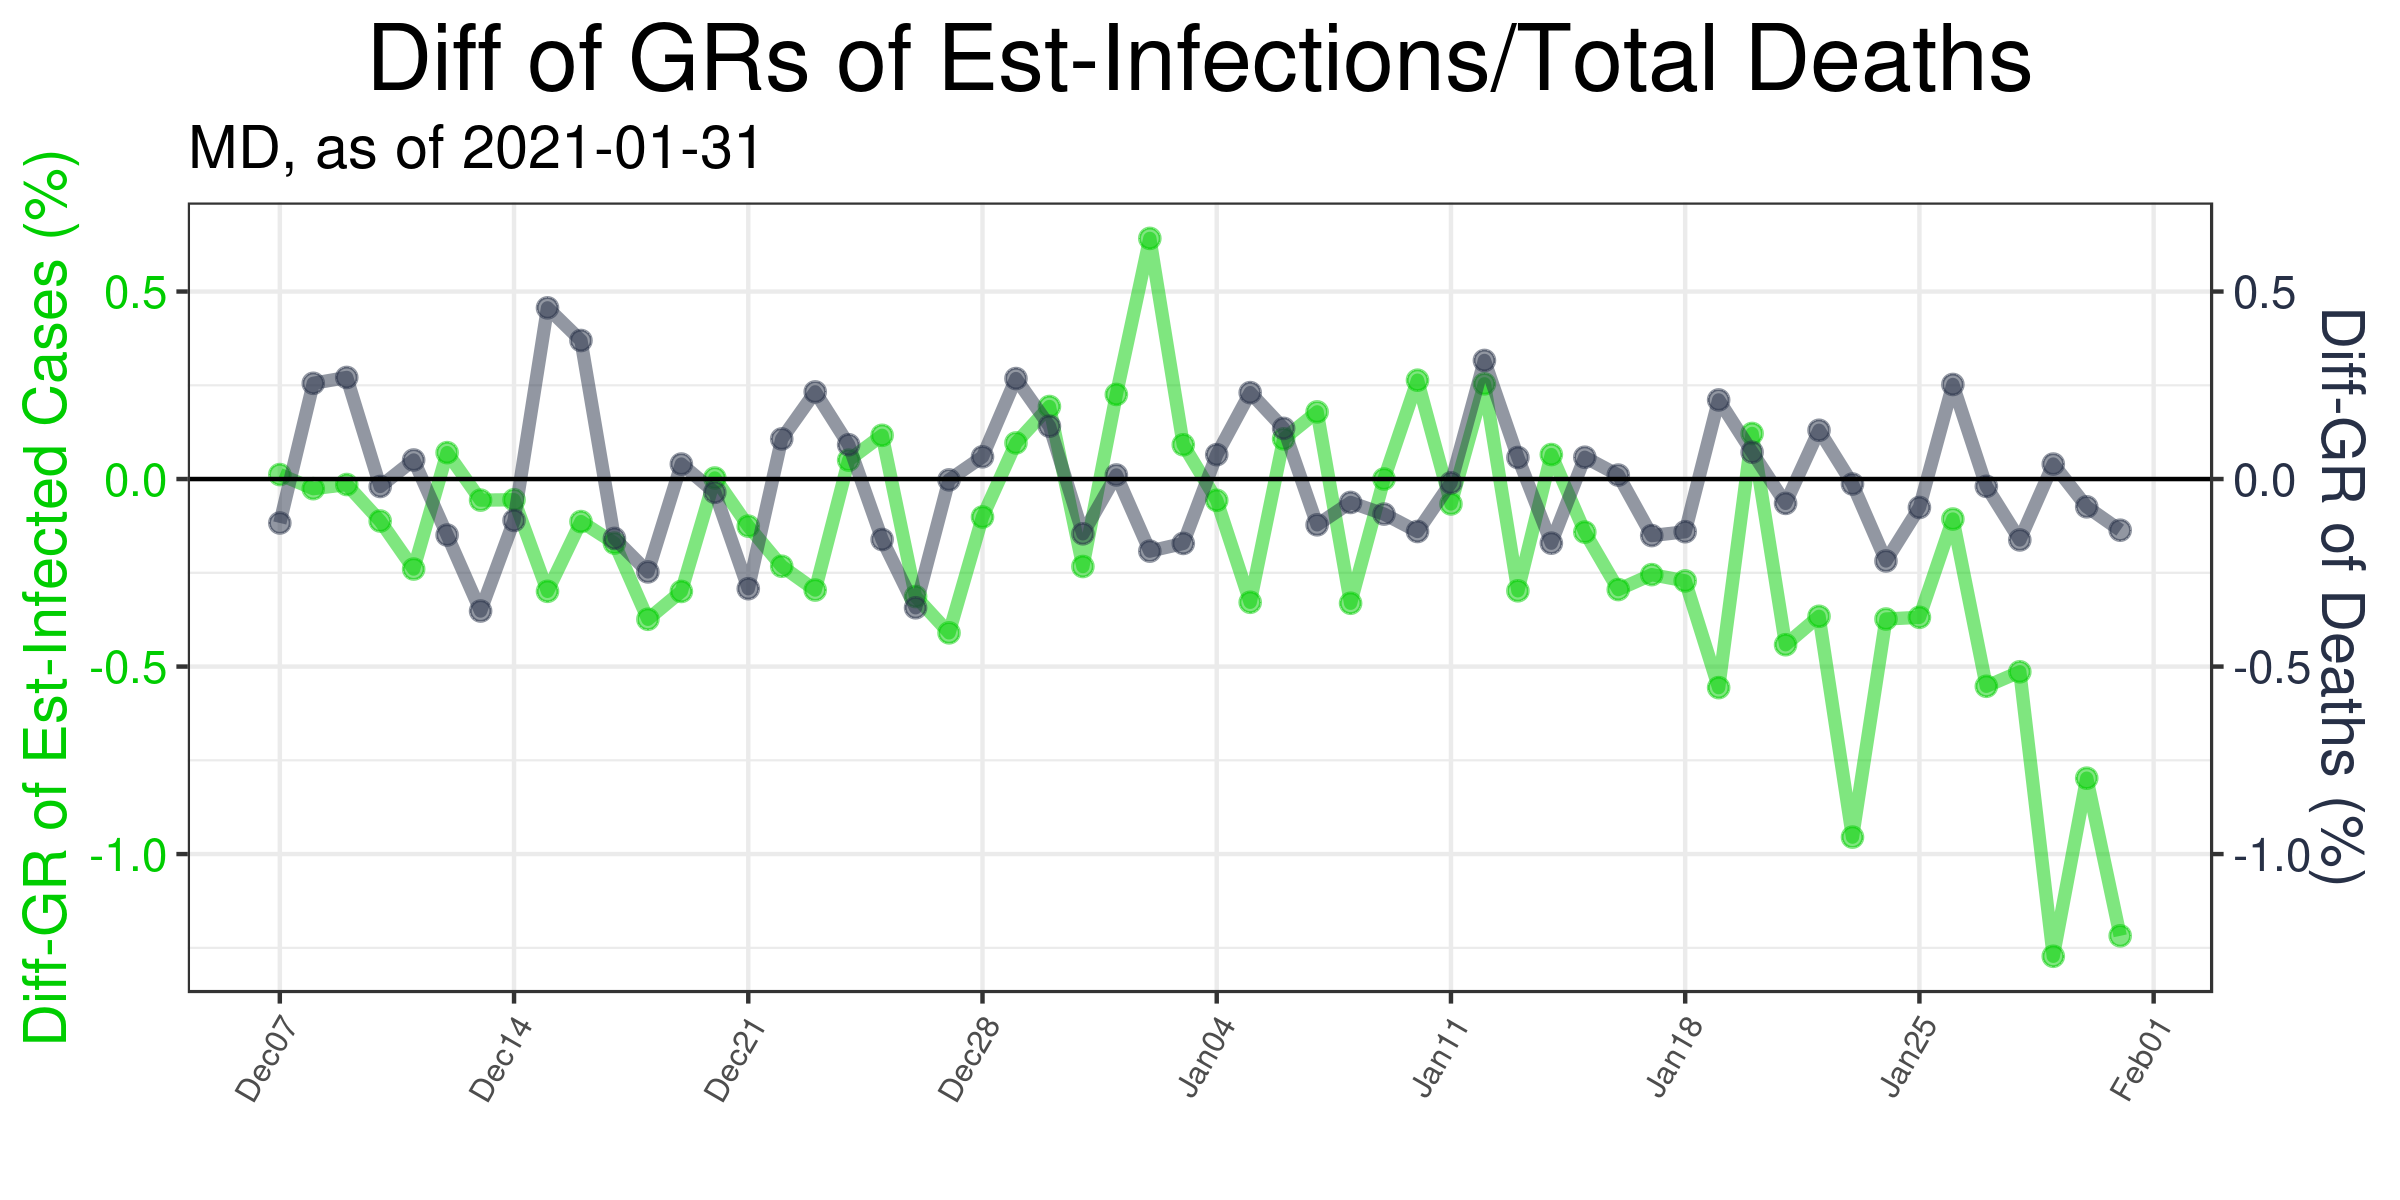 Diff of GRs of Est-Infections/Total Deaths
MD, as of 2021-01-31
Diff-GR of Est-Infected Cases (%)
0.5
0.0
-0.5
-1.0
0.5
0.0
-0.5
-1.0
Diff-GR of Deaths (%)
Dec07
Dec14
Dec21
Dec28
Jan04
Jan11
Jan18
Jan25
Feb01